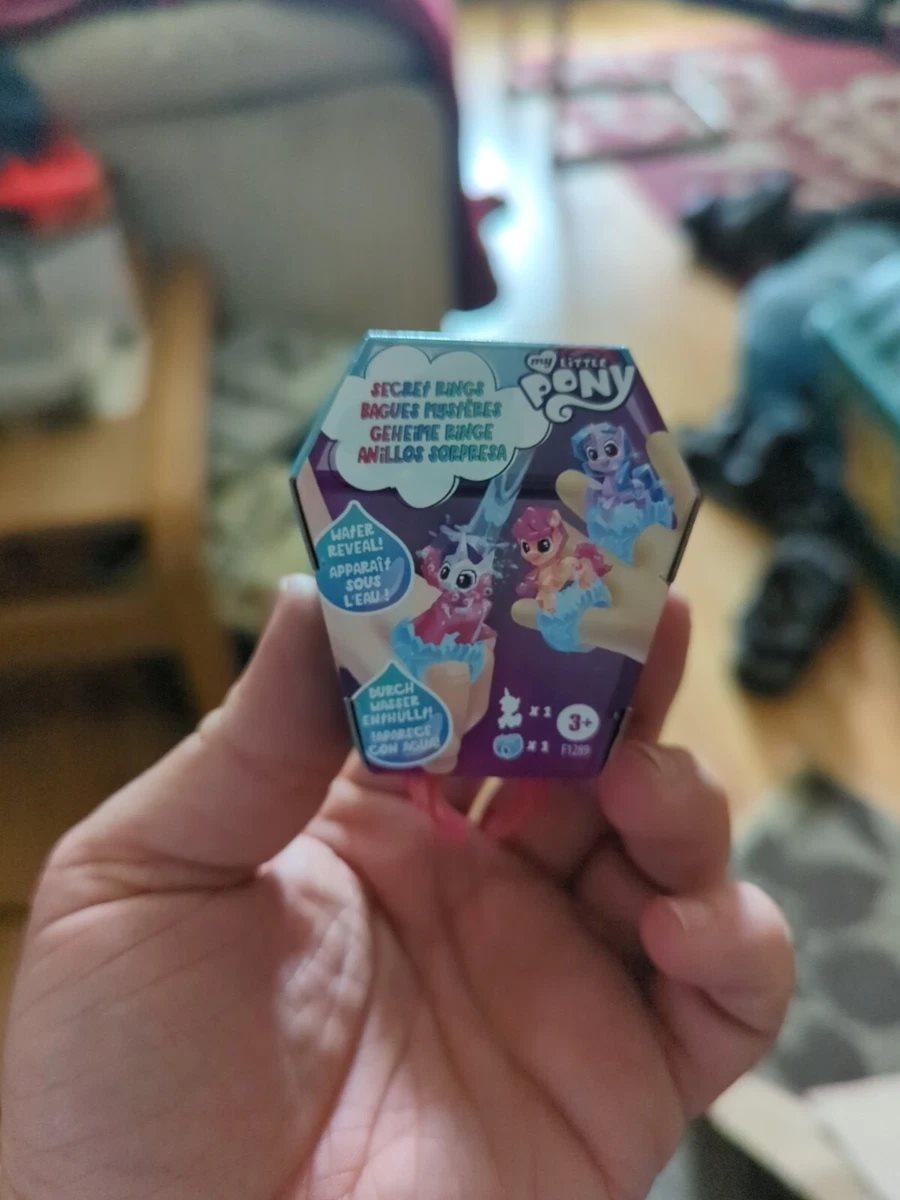 SECRET RINGS
BAGUES MYSTÈRES
GEHEIME RINGE
ANILLOS SORPRESA
my LITTLE
PONY
WATER
REVEAL!
APPARAÎT
SOUS
L'EAU !
DURCH
WASSER
ENTHÜLLT!
¡APARECE
CON AGUA!
x 1
x 1
3+
F1289